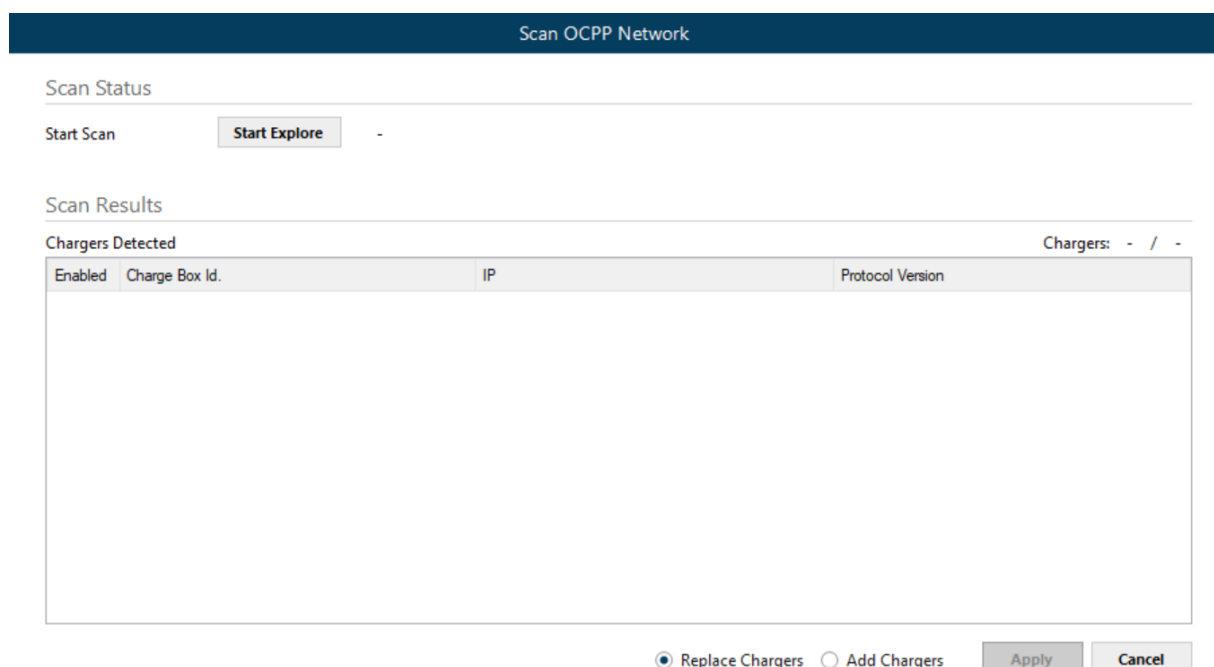 Scan OCPP Network
Scan Status
Start Scan Start Explore -
Scan Results
Chargers Detected Chargers: - / -
Enabled Charge Box Id. IP Protocol Version
Replace Chargers Add Chargers Apply Cancel